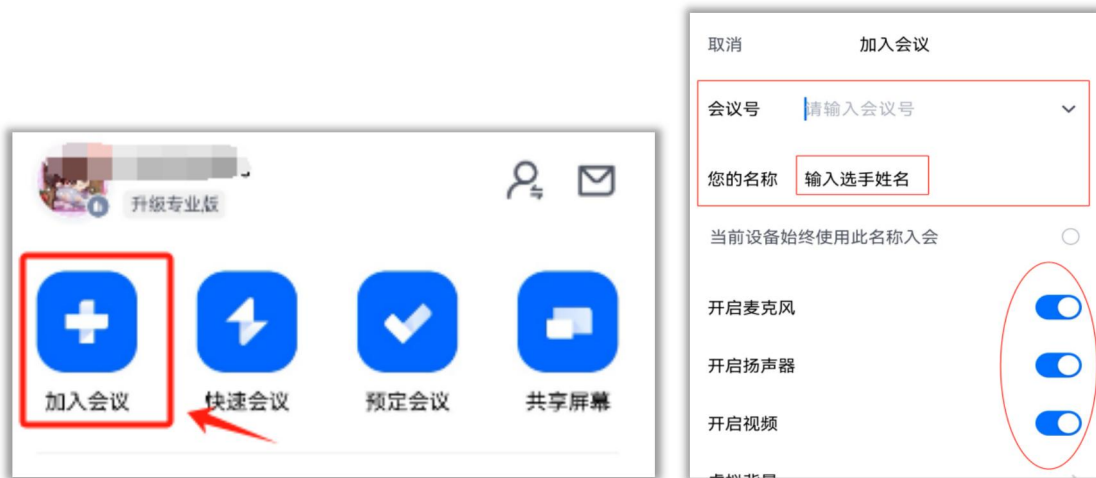 升级专业版
加入会议
快速会议
预定会议
共享屏幕
取消
加入会议
会议号
请输入会议号
您的名称
输入选手姓名
当前设备始终使用此名称入会
开启麦克风
开启扬声器
开启视频